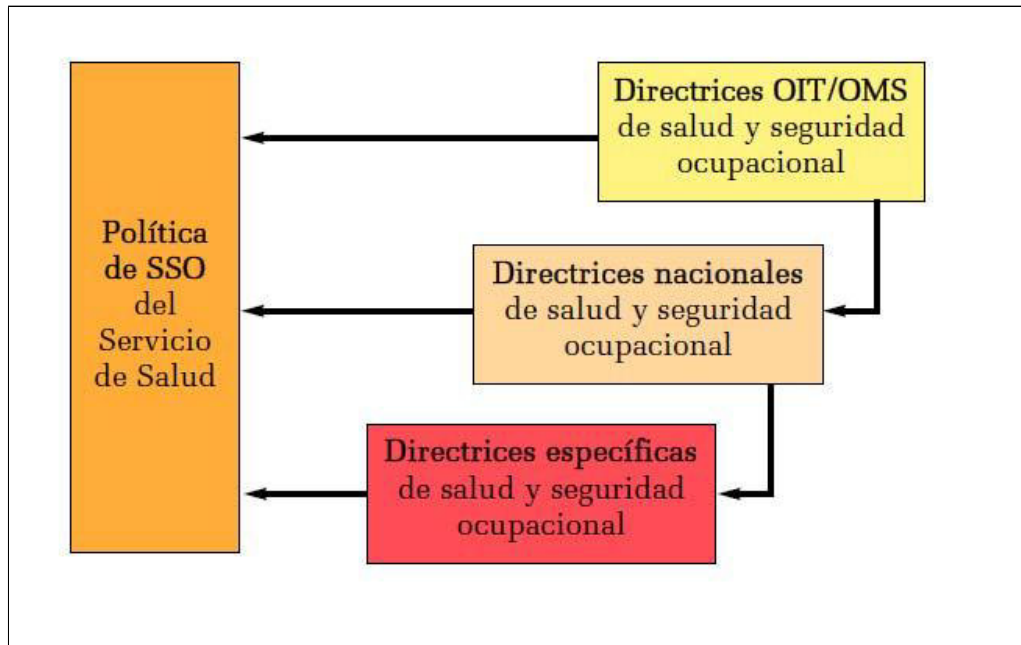 Política
de SSO
del
Servicio
de Salud
Directrices OIT/OMS
de salud y seguridad
ocupacional
Directrices nacionales
de salud y seguridad
ocupacional
Directrices específicas
de salud y seguridad
ocupacional